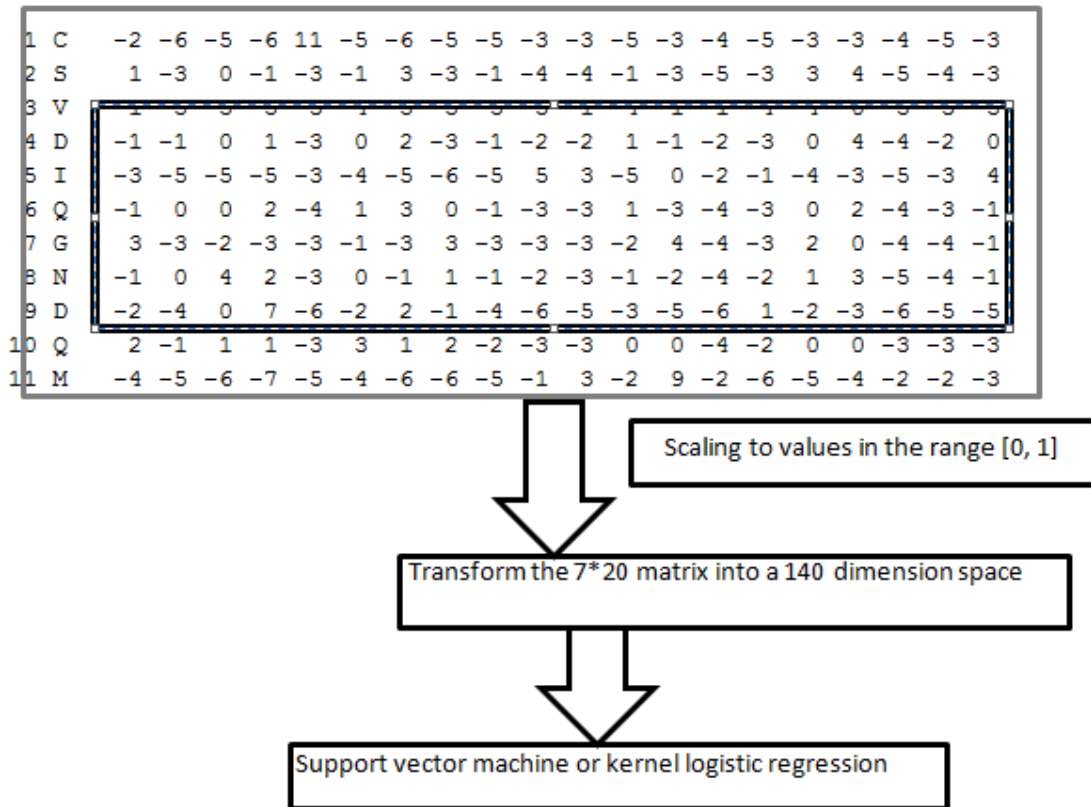 1 C -2 -6 -5 -6 11 -5 -6 -5 -5 -3 -3 -5 -3 -4 -5 -3 -3 -4 -5 -3
2 S 1 -3 0 -1 -3 -1 3 -3 -1 -4 -4 -1 -3 -5 -3 3 4 -5 -4 -3
3 V
4 D -1 -1 0 1 -3 0 2 -3 -1 -2 -2 1 -1 -2 -3 0 4 -4 -2 0
5 I -3 -5 -5 -5 -3 -4 -5 -6 -5 5 3 -5 0 -2 -1 -4 -3 -5 -3 4
6 Q -1 0 0 2 -4 1 3 0 -1 -3 -3 1 -3 -4 -3 0 2 -4 -3 -1
7 G 3 -3 -2 -3 -3 -1 -3 3 -3 -3 -3 -2 4 -4 -3 2 0 -4 -4 -1
8 N -1 0 4 2 -3 0 -1 1 -1 -2 -3 -1 -2 -4 -2 1 3 -5 -4 -1
9 D -2 -4 0 7 -6 -2 2 -1 -4 -6 -5 -3 -5 -6 1 -2 -3 -6 -5 -5
10 Q 2 -1 1 1 -3 3 1 2 -2 -3 -3 0 0 -4 -2 0 0 -3 -3 -3
11 M -4 -5 -6 -7 -5 -4 -6 -6 -5 -1 3 -2 9 -2 -6 -5 -4 -2 -2 -3
Scaling to values in the range [0, 1]
Transform the 7*20 matrix into a 140 dimension space
Support vector machine or kernel logistic regression